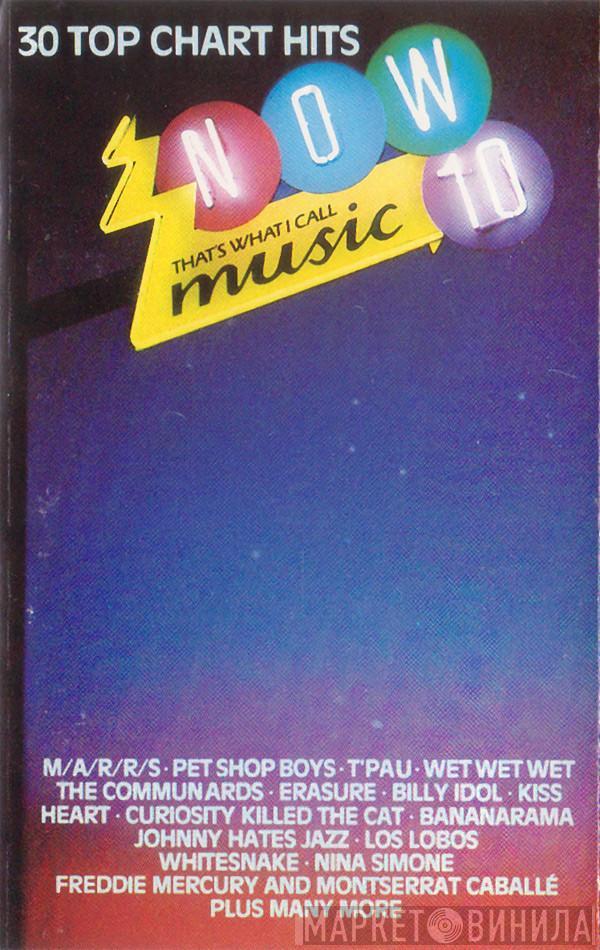 30 TOP CHART HITS
NOW
10
THAT'S WHAT I CALL
music
M/A/R/R/S · PET SHOP BOYS · T'PAU · WET WET WET
THE COMMUNARDS · ERASURE · BILLY IDOL · KISS
HEART · CURIOSITY KILLED THE CAT · BANANARAMA
JOHNNY HATES JAZZ · LOS LOBOS
WHITESNAKE · NINA SIMONE
FREDDIE MERCURY AND MONTSERRAT CABALLÉ
PLUS MANY MORE
МАРКЕТ ВИНИЛА